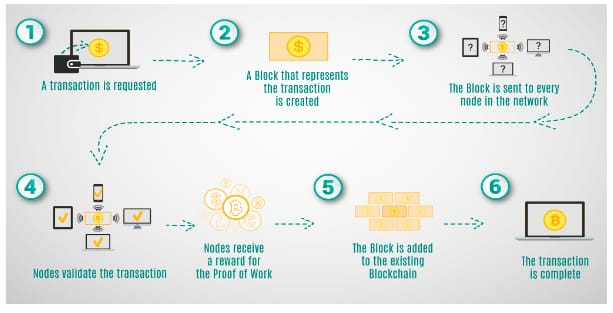 1
A transaction is requested
2
A Block that represents
the transaction
is created
3
The Block is sent to every
node in the network
4
Nodes validate the transaction
Nodes receive
a reward for
the Proof of Work
5
The Block is added
to the existing
Blockchain
6
The transaction
is complete